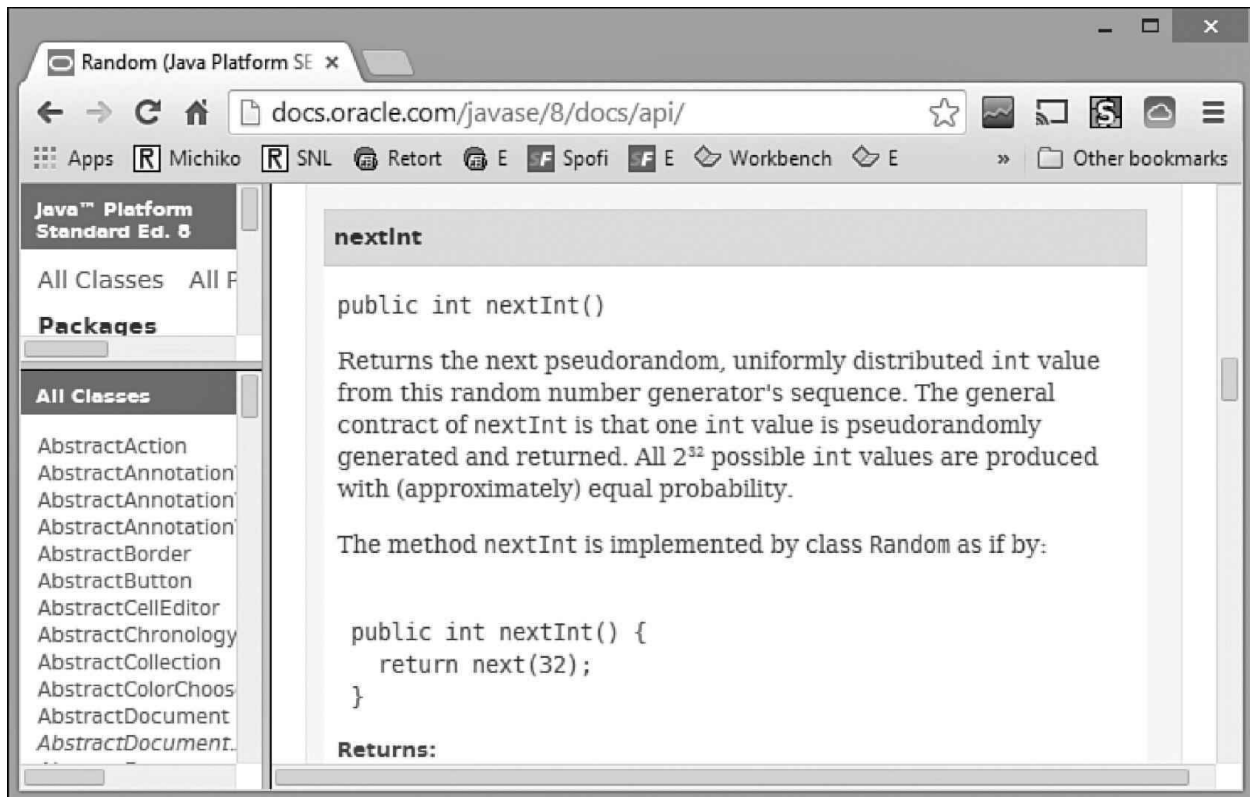 Random (Java Platform SE
docs.oracle.com/javase/8/docs/api/
Apps R Michiko R SNL Retort E SF Spofi SF E Workbench E » Other bookmarks
Java™ Platform
Standard Ed. 8
All Classes All P
Packages
All Classes
AbstractAction
AbstractAnnotation
AbstractAnnotation
AbstractAnnotation
AbstractBorder
AbstractButton
AbstractCellEditor
AbstractChronology
AbstractCollection
AbstractColorChoos
AbstractDocument
AbstractDocument.
nextInt
public int nextInt()
Returns the next pseudorandom, uniformly distributed int value
from this random number generator's sequence. The general
contract of nextInt is that one int value is pseudorandomly
generated and returned. All 2³² possible int values are produced
with (approximately) equal probability.
The method nextInt is implemented by class Random as if by:
public int nextInt() {
return next(32);
}
Returns: